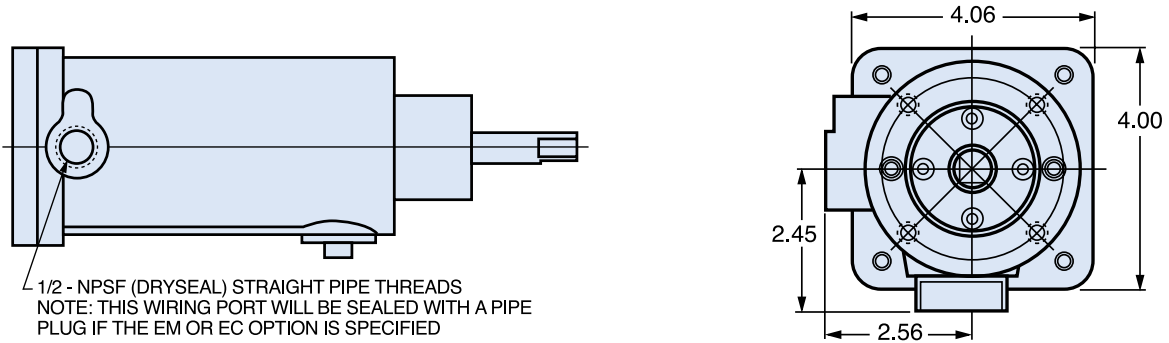 4.06
4.00
2.45
2.56
1/2 - NPSF (DRYSEAL) STRAIGHT PIPE THREADS
NOTE: THIS WIRING PORT WILL BE SEALED WITH A PIPE
PLUG IF THE EM OR EC OPTION IS SPECIFIED